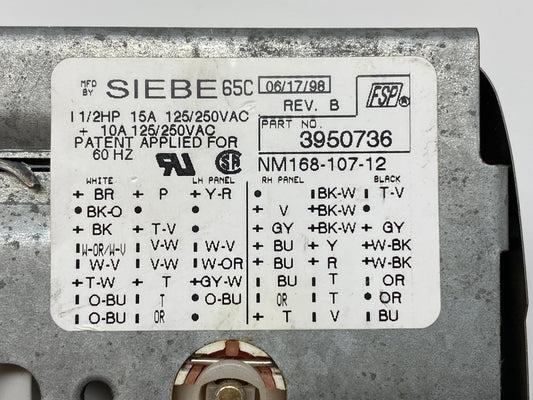 MFD BY SIEBE 65C 06/17/98
REV. B FSP®
1 1/2HP 15A 125/250VAC
+ 10A 125/250VAC PART NO.
PATENT APPLIED FOR 3950736
60 HZ UR SA NM168-107-12
WHITE LH PANEL RH PANEL BLACK
+ BR + P + Y-R • ı BK-W ı T-V
• BK-O • • + V + BK-W •
+ BK + T-V ı + GY + BK-W + GY
ı W-OR/W-V ı V-W ı W-V + BU + Y + W-BK
ı W-V ı V-W ı W-OR + BU + R + W-BK
+ T-W + T + GY-W ı BU ı T ı OR
ı O-BU ı T • O-BU ı OR ı T • OR
ı O-BU ı OR ı + T + V ı BU